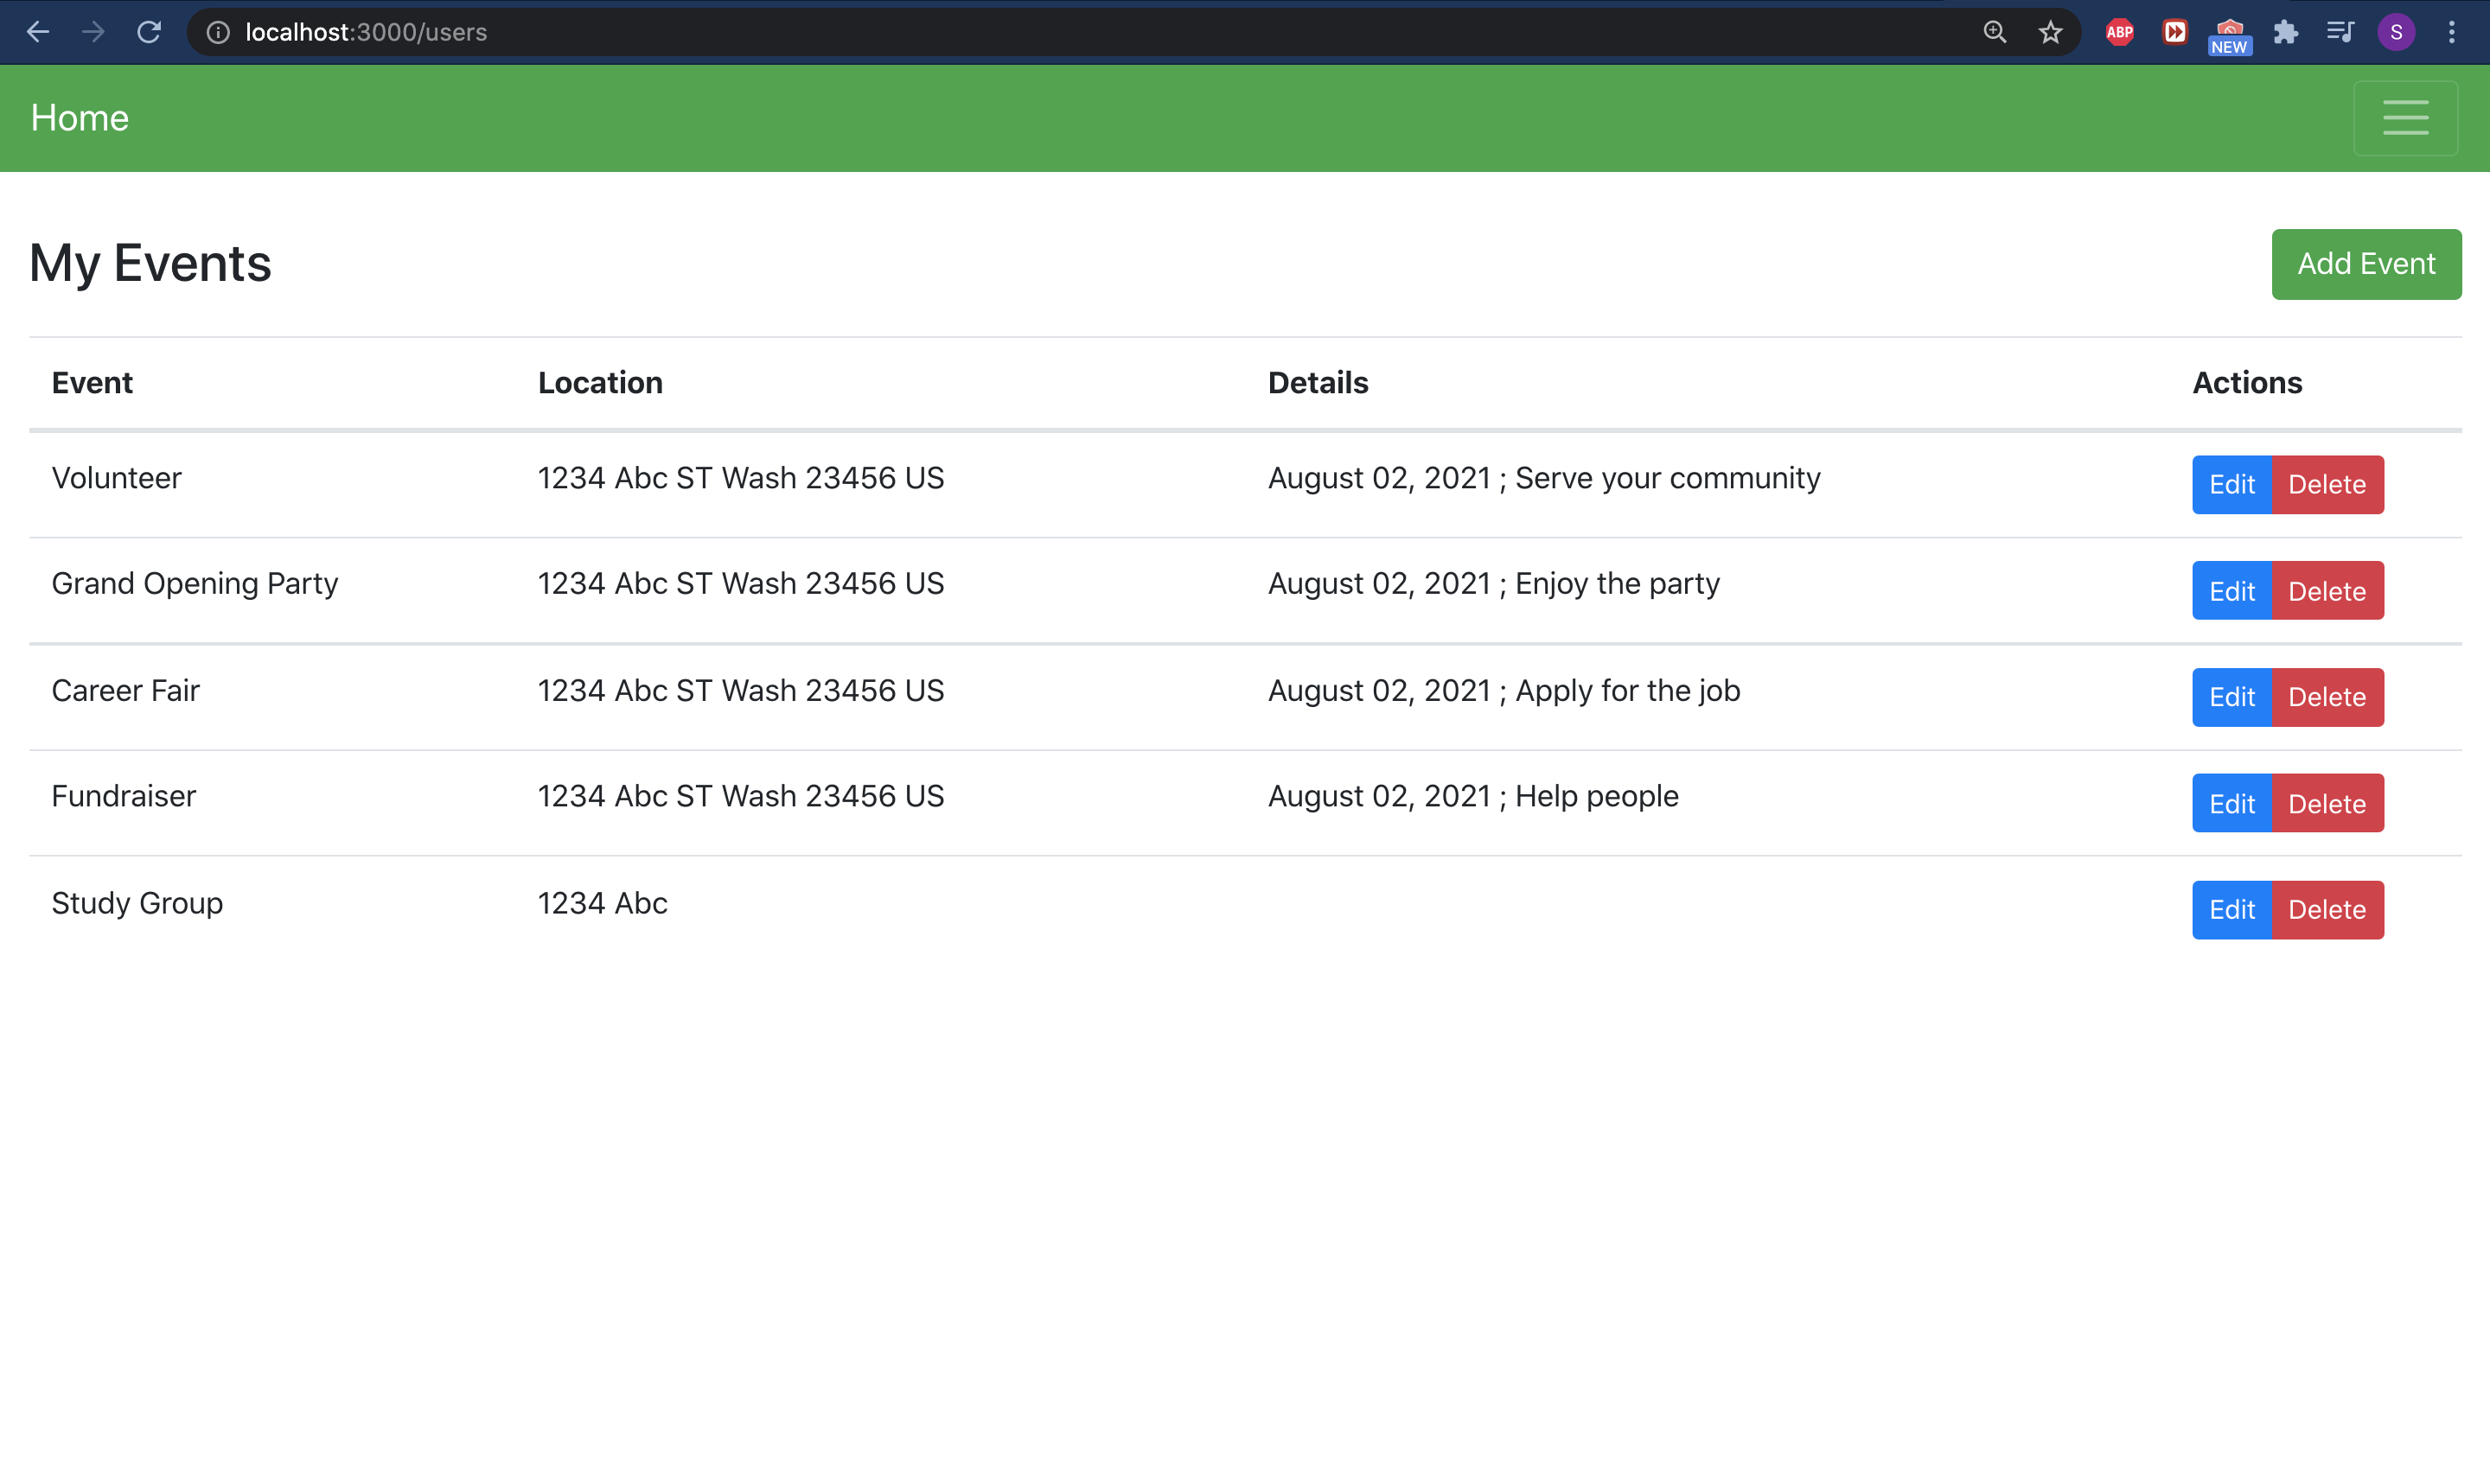 localhost:3000/users
ABP
NEW
S
Home
My Events
Add Event
Event Location Details Actions
Volunteer 1234 Abc ST Wash 23456 US August 02, 2021 ; Serve your community Edit Delete
Grand Opening Party 1234 Abc ST Wash 23456 US August 02, 2021 ; Enjoy the party Edit Delete
Career Fair 1234 Abc ST Wash 23456 US August 02, 2021 ; Apply for the job Edit Delete
Fundraiser 1234 Abc ST Wash 23456 US August 02, 2021 ; Help people Edit Delete
Study Group 1234 Abc Edit Delete